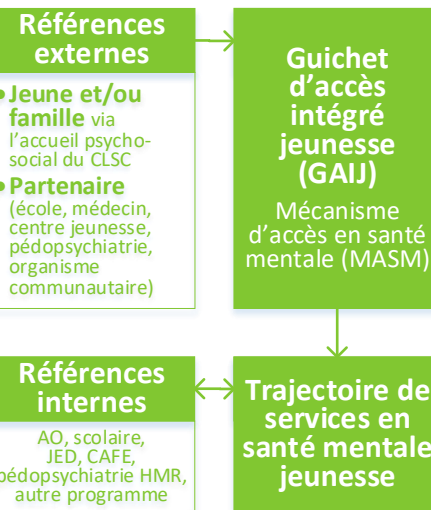 Références
externes
•Jeune et/ou
famille via
l'accueil psycho-
social du CLSC
•Partenaire
(école, médecin,
centre jeunesse,
pédopsychiatrie,
organisme
communautaire)
Guichet
d'accès
intégré
jeunesse
(GAIJ)
Mécanisme
d'accès en santé
mentale (MASM)
Références
internes
AO, scolaire,
JED, CAFE,
pédopsychiatrie HMR,
autre programme
Trajectoire de
services en
santé mentale
jeunesse